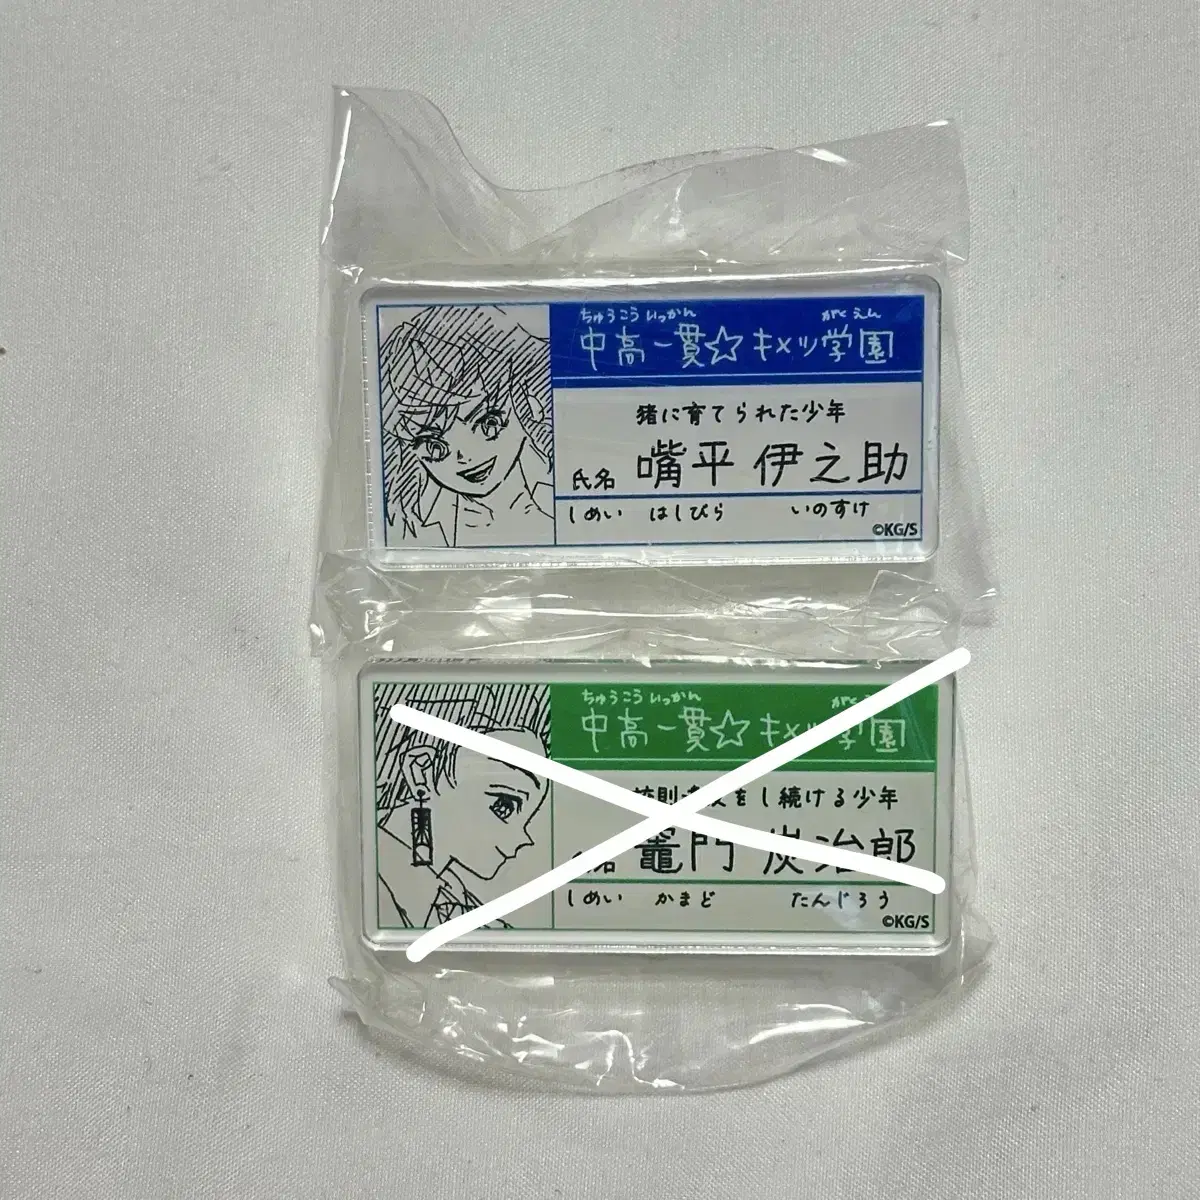 ちゅうこう いっかん がく えん
中高一貫☆キメツ学園
猪に育てられた少年
氏名 嘴平 伊之助
しめい はしびら いのすけ
©KG/S
ちゅうこう いっかん がく
中高一貫☆キメツ学園
校則違反をし続ける少年
氏名 竈門 炭治郎
しめい かまど たんじろう
©KG/S